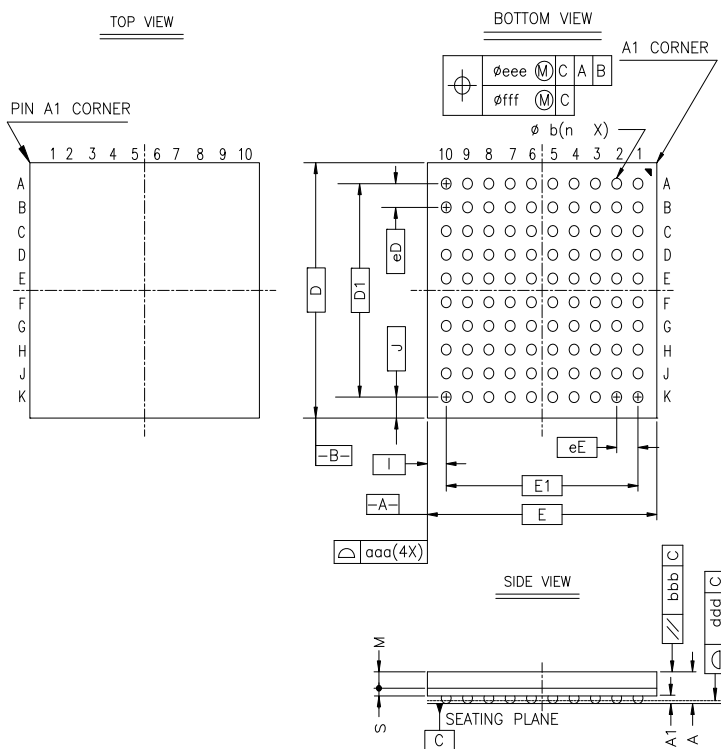 TOP VIEW
BOTTOM VIEW
A1 CORNER
⌖ øeee Ⓜ C A B
øfff Ⓜ C
PIN A1 CORNER
ø b(n X)
1 2 3 4 5 6 7 8 9 10
10 9 8 7 6 5 4 3 2 1
A A A
B B
C C
D D
E E
F F
G G
H H
J J
K K
eD
D
D1
J
-B-
I
eE
E1
-A-
E
⌓ aaa(4X)
SIDE VIEW
// bbb C
⌓ ddd C
M
S
SEATING PLANE
C
A1
A